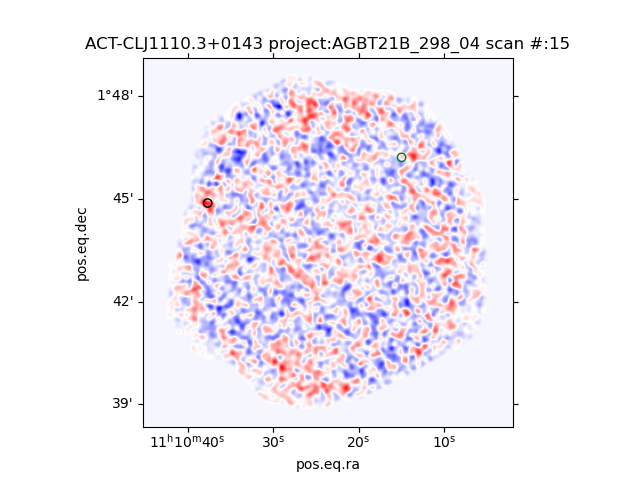 ACT-CLJ1110.3+0143 project:AGBT21B_298_04 scan #:15
1°48'
45'
42'
39'
pos.eq.dec
11ʰ10ᵐ40ˢ 30ˢ 20ˢ 10ˢ
pos.eq.ra